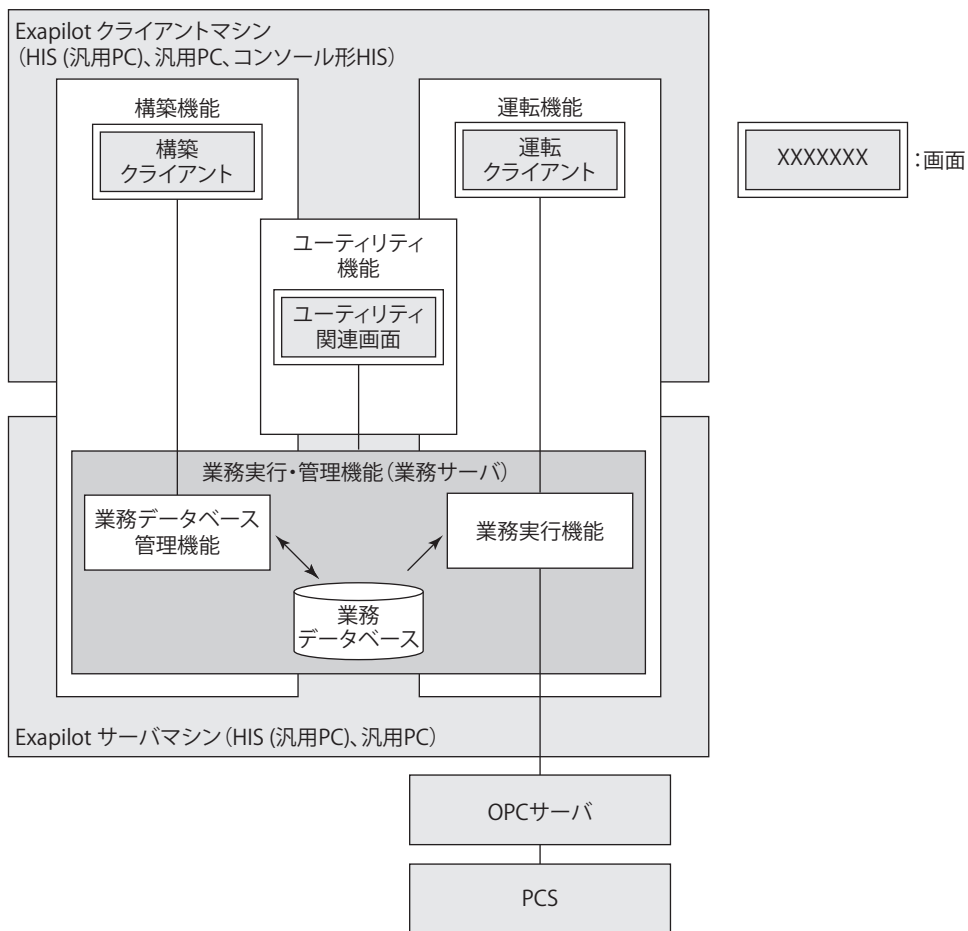 Exapilot クライアントマシン
（HIS (汎用PC)、汎用PC、コンソール形HIS）
構築機能
構築
クライアント
運転機能
運転
クライアント
XXXXXXX
：画面
ユーティリティ
機能
ユーティリティ
関連画面
業務実行・管理機能（業務サーバ）
業務データベース
管理機能
業務実行機能
業務
データベース
Exapilot サーバマシン（HIS (汎用PC)、汎用PC）
OPCサーバ
PCS